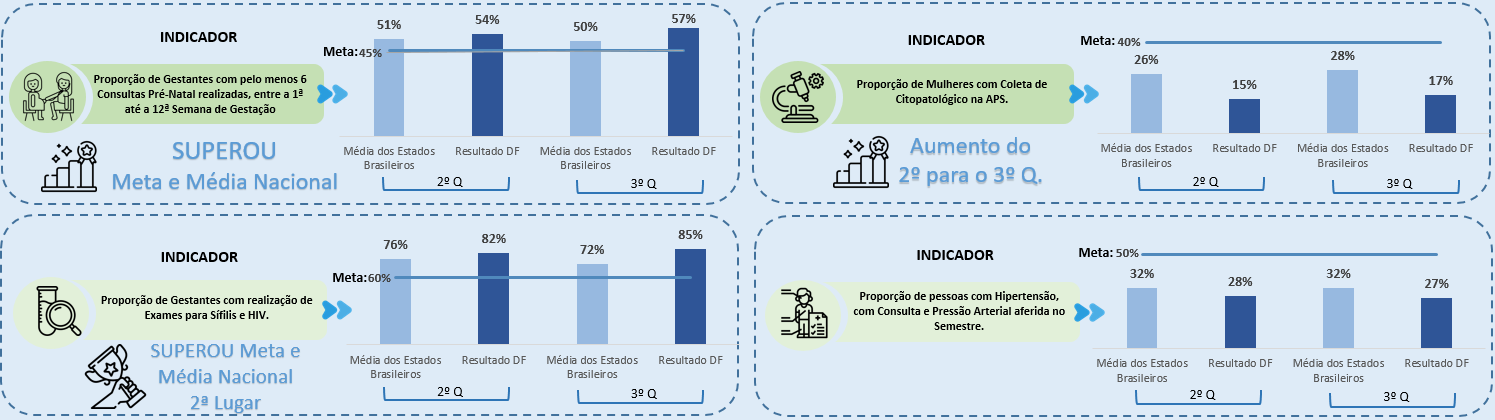 INDICADOR
Proporção de Gestantes com pelo menos 6
Consultas Pré-Natal realizadas, entre a 1ª
até a 12ª Semana de Gestação
SUPEROU
Meta e Média Nacional
Meta:45%
51%
54%
50%
57%
Média dos Estados
Brasileiros
Resultado DF
Média dos Estados
Brasileiros
Resultado DF
2º Q
3º Q
INDICADOR
Proporção de Mulheres com Coleta de
Citopatológico na APS.
Aumento do
2º para o 3º Q.
Meta: 40%
26%
15%
28%
17%
Média dos Estados
Brasileiros
Resultado DF
Média dos Estados
Brasileiros
Resultado DF
2º Q
3º Q
INDICADOR
Proporção de Gestantes com realização de
Exames para Sífilis e HIV.
SUPEROU Meta e
Média Nacional
2ª Lugar
Meta:60%
76%
82%
72%
85%
Média dos Estados
Brasileiros
Resultado DF
Média dos Estados
Brasileiros
Resultado DF
2º Q
3º Q
INDICADOR
Proporção de pessoas com Hipertensão,
com Consulta e Pressão Arterial aferida no
Semestre.
Meta: 50%
32%
28%
32%
27%
Média dos Estados
Brasileiros
Resultado DF
Média dos Estados
Brasileiros
Resultado DF
2º Q
3º Q